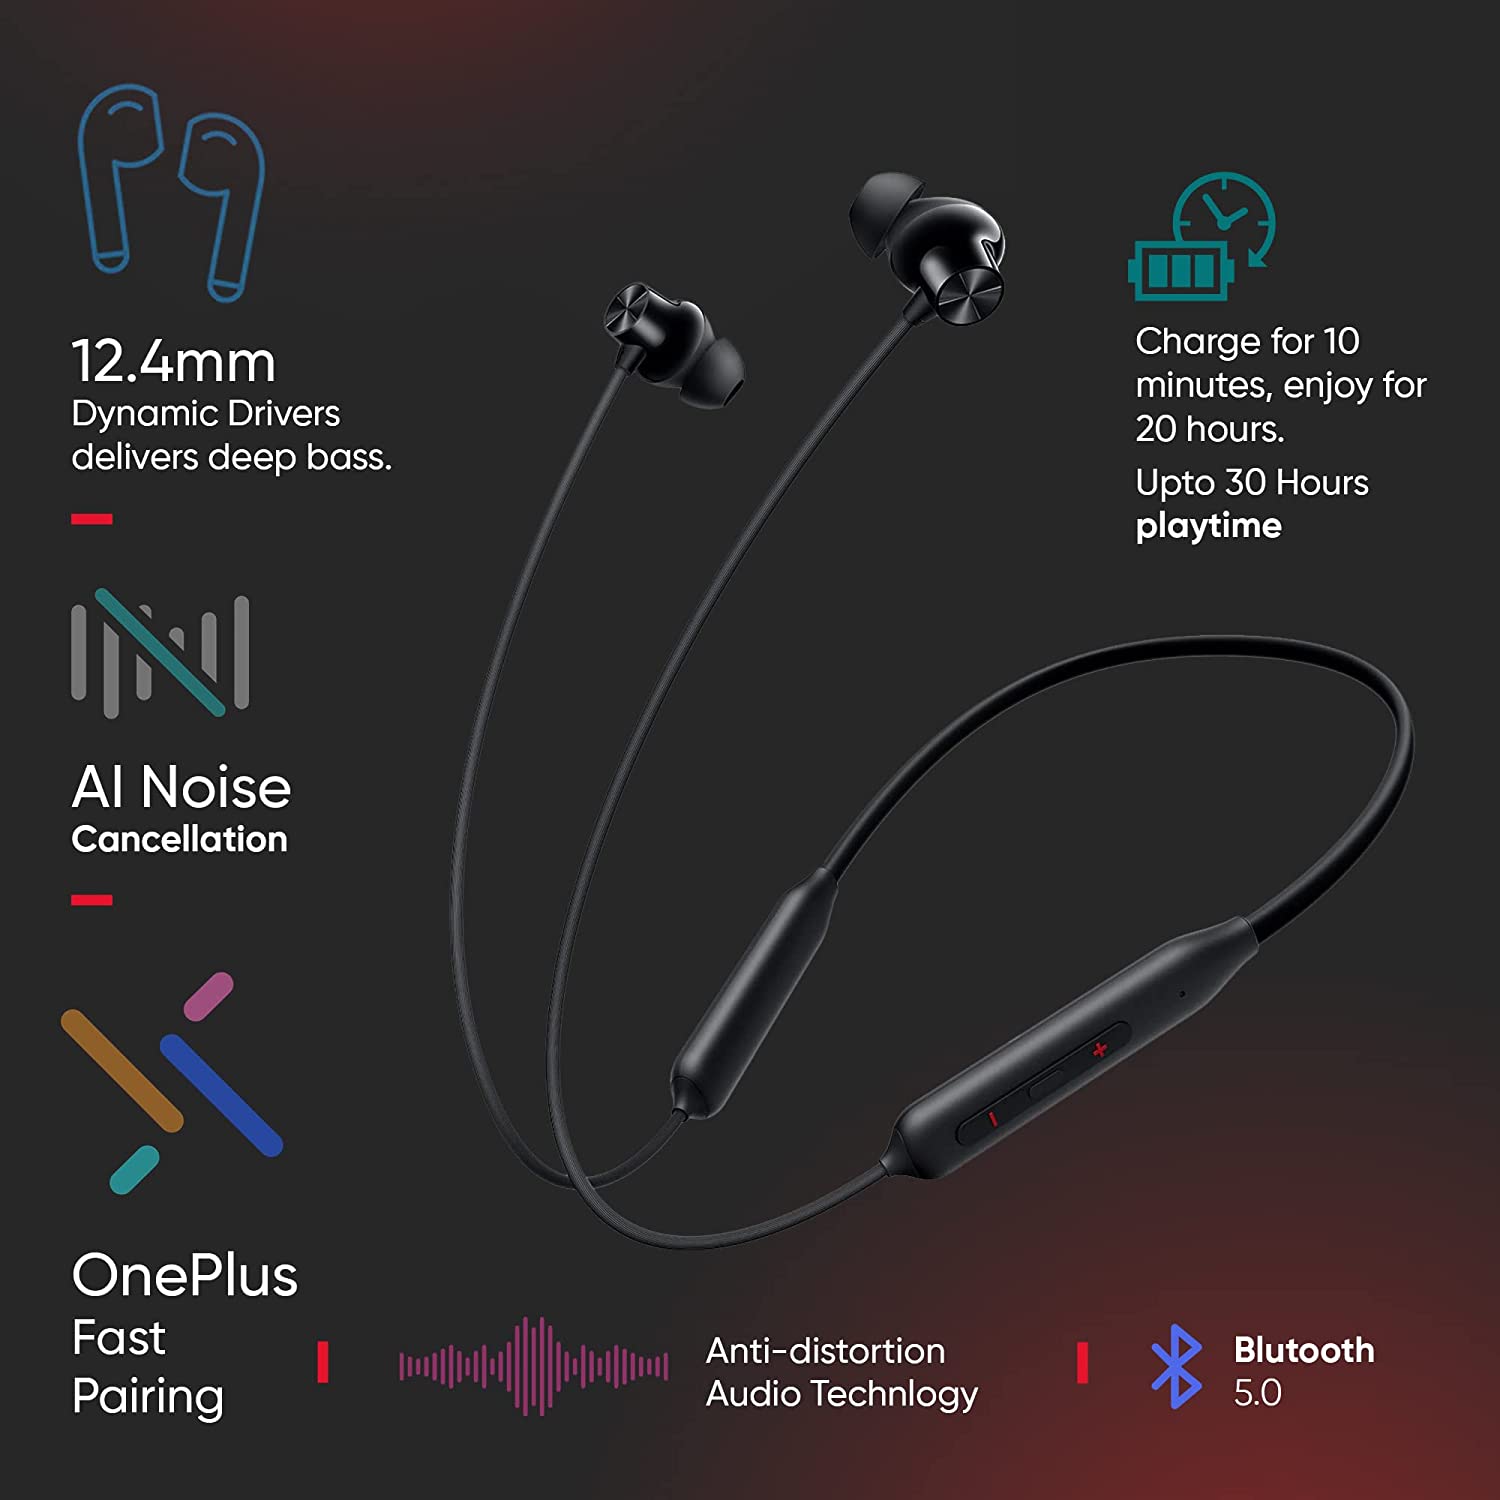 12.4mm
Dynamic Drivers
delivers deep bass.
Charge for 10
minutes, enjoy for
20 hours.
Upto 30 Hours
playtime
AI Noise
Cancellation
OnePlus
Fast
Pairing
Anti-distortion
Audio Technlogy
Blutooth
5.0